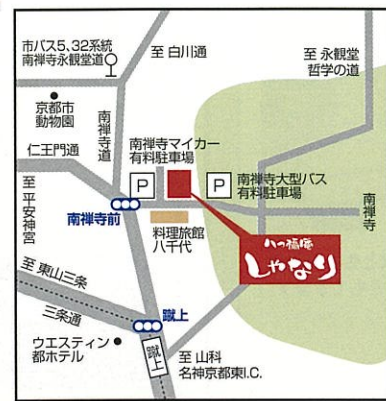 市バス5、32系統
南禅寺永観堂道
至 白川通
至 永観堂
哲学の道
京都市
動物園
南禅寺道
仁王門通
南禅寺マイカー
有料駐車場
P
P
南禅寺大型バス
有料駐車場
至 平安神宮
南禅寺前
料理旅館
八千代
南禅寺
八つ橋庵
しゃなり
至 東山三条
三条通
蹴上
ウエスティン
都ホテル
蹴上
至 山科
名神京都東I.C.